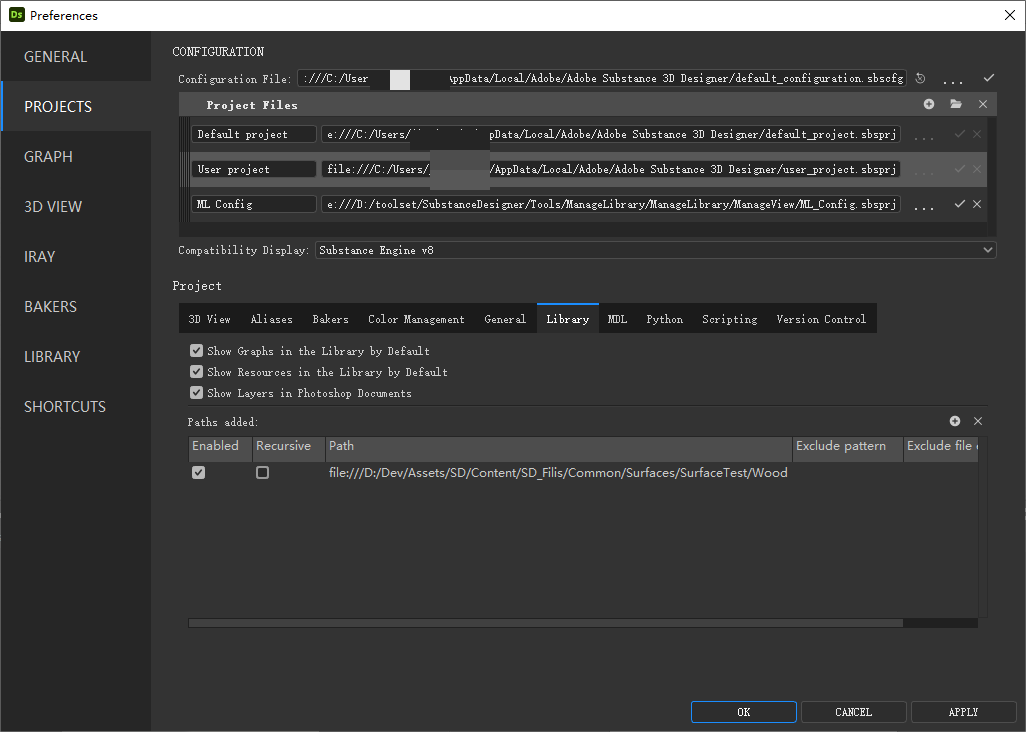 Ds Preferences
GENERAL
PROJECTS
GRAPH
3D VIEW
IRAY
BAKERS
LIBRARY
SHORTCUTS
CONFIGURATION
Configuration File: :///C:/User AppData/Local/Adobe/Adobe Substance 3D Designer/default_configuration.sbscfg ...
Project Files
Default project e:///C:/Users/ pData/Local/Adobe/Adobe Substance 3D Designer/default_project.sbsprj ...
User project file:///C:/Users/ /AppData/Local/Adobe/Adobe Substance 3D Designer/user_project.sbsprj ...
ML Config e:///D:/toolset/SubstanceDesigner/Tools/ManageLibrary/ManageLibrary/ManageView/ML_Config.sbsprj ...
Compatibility Display: Substance Engine v8
Project
3D View Aliases Bakers Color Management General Library MDL Python Scripting Version Control
Show Graphs in the Library by Default
Show Resources in the Library by Default
Show Layers in Photoshop Documents
Paths added:
Enabled Recursive Path Exclude pattern Exclude file
file:///D:/Dev/Assets/SD/Content/SD_Filis/Common/Surfaces/SurfaceTest/Wood
OK CANCEL APPLY